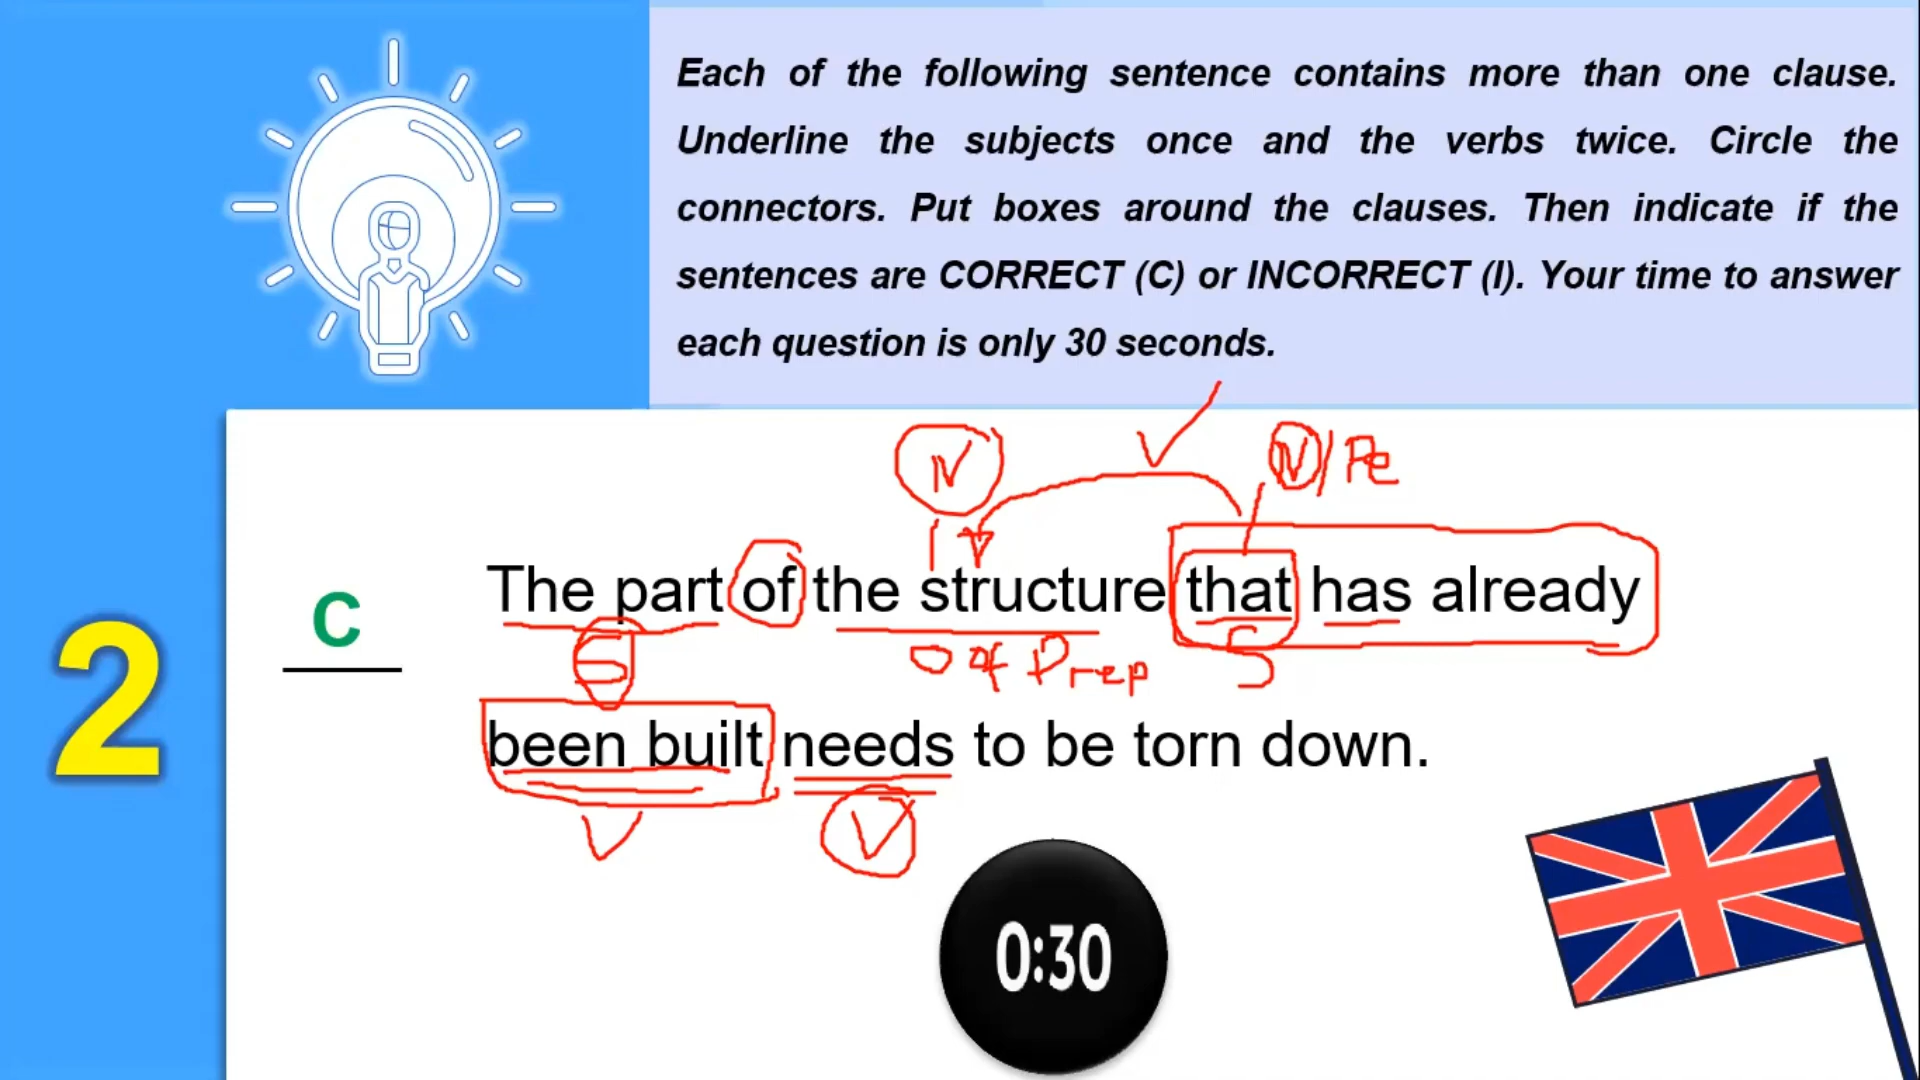 Each of the following sentence contains more than one clause.
Underline the subjects once and the verbs twice. Circle the
connectors. Put boxes around the clauses. Then indicate if the
sentences are CORRECT (C) or INCORRECT (I). Your time to answer
each question is only 30 seconds.
N
N/Pe
2
C
The part of the structure that has already
O of Prep S
been built needs to be torn down.
V V
0:30